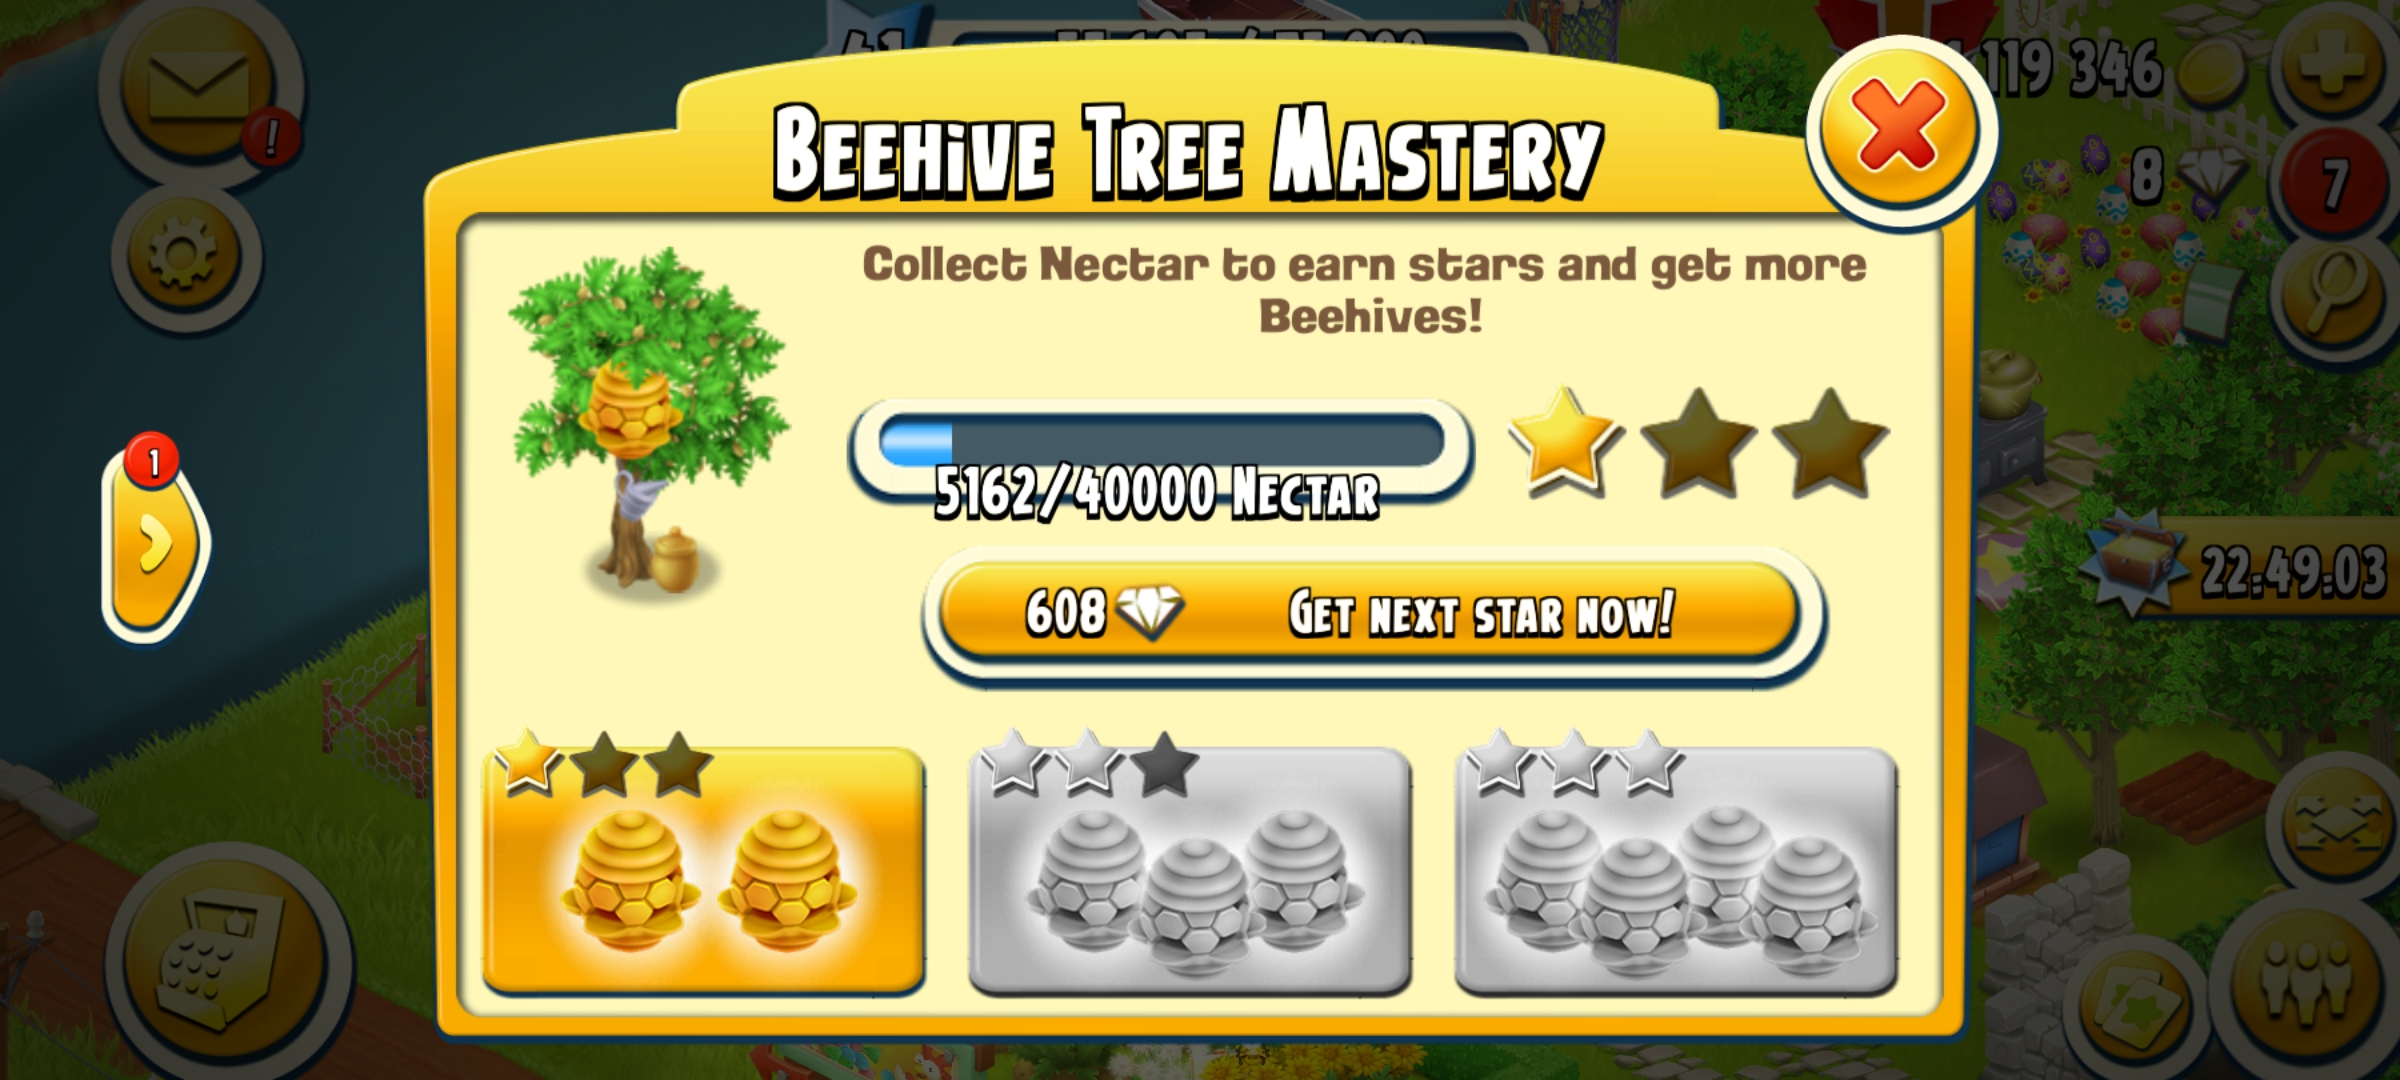 !
119 346
Beehive Tree Mastery
8
7
Collect Nectar to earn stars and get more
Beehives!
1
5162/40000 Nectar
22:49:03
608 Get next star now!